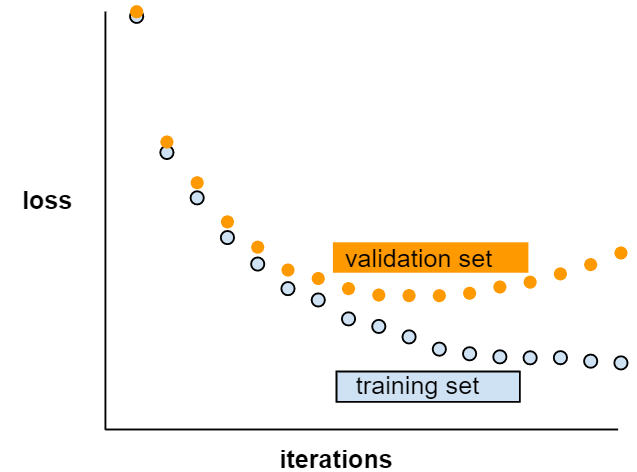 loss
validation set
training set
iterations